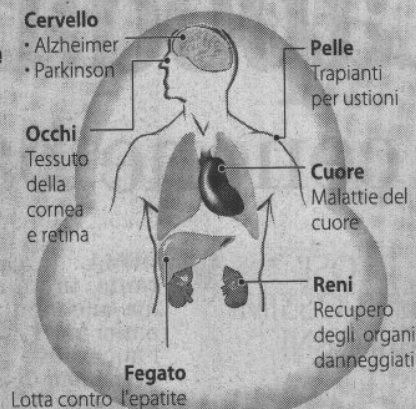 Cervello
• Alzheimer
• Parkinson
Occhi
Tessuto
della
cornea
e retina
Fegato
Lotta contro l'epatite
Pelle
Trapianti
per ustioni
Cuore
Malattie del
cuore
Reni
Recupero
degli organi
danneggiati